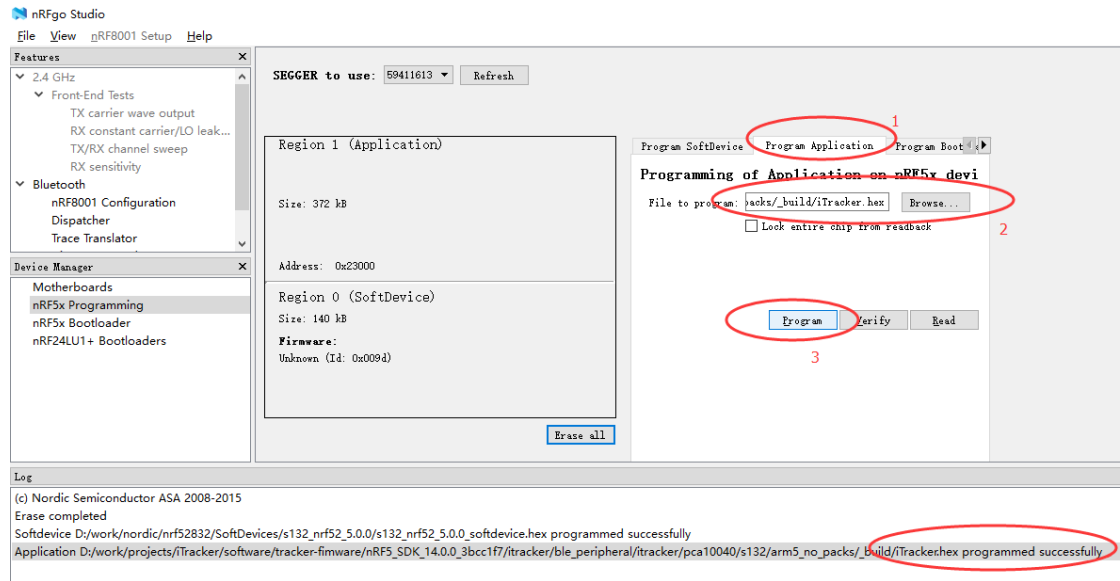 nRFgo Studio
File View nRF8001 Setup Help
Features
2.4 GHz
Front-End Tests
TX carrier wave output
RX constant carrier/LO leak...
TX/RX channel sweep
RX sensitivity
Bluetooth
nRF8001 Configuration
Dispatcher
Trace Translator
Device Manager
Motherboards
nRF5x Programming
nRF5x Bootloader
nRF24LU1+ Bootloaders
SEGGER to use: 59411613 Refresh
Region 1 (Application)
Size: 372 kB
Address: 0x23000
Region 0 (SoftDevice)
Size: 140 kB
Firmware:
Unknown (Id: 0x009d)
Erase all
1
Program SoftDevice Program Application Program Boot
Programming of Application on nRF5x devi
File to program: packs/_build/iTracker.hex Browse...
2
Lock entire chip from readback
Program Verify Read
3
Log
(c) Nordic Semiconductor ASA 2008-2015
Erase completed
Softdevice D:/work/nordic/nrf52832/SoftDevices/s132_nrf52_5.0.0/s132_nrf52_5.0.0_softdevice.hex programmed successfully
Application D:/work/projects/iTracker/software/tracker-fimware/nRF5_SDK_14.0.0_3bcc1f7/itracker/ble_peripheral/itracker/pca10040/s132/arm5_no_packs/_build/iTracker.hex programmed successfully